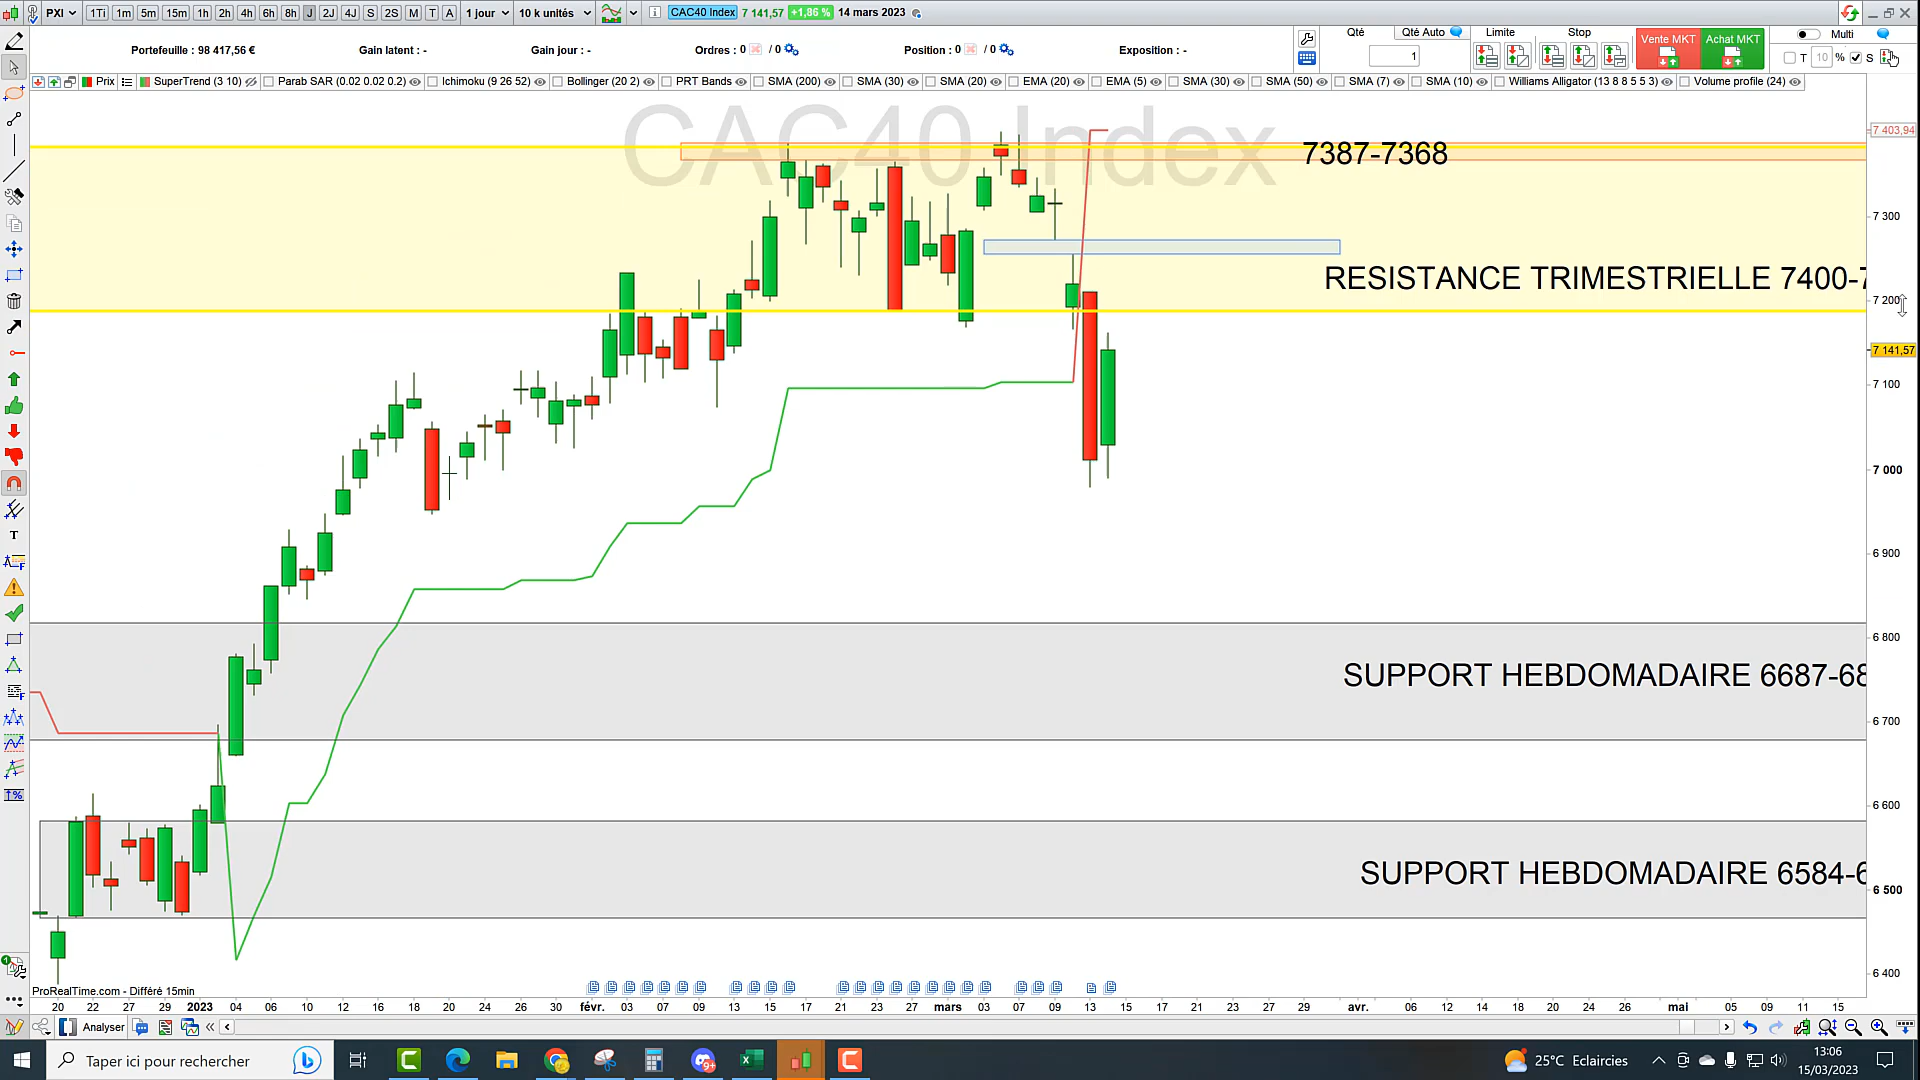 PXI 1Ti 1m 5m 15m 1h 2h 4h 6h 8h J 2J 4J S 2S M T A 1 jour 10 k unités CAC40 Index 7 141,57 +1,86 % 14 mars 2023
Portefeuille : 98 417,56 € Gain latent : - Gain jour : - Ordres : 0 / 0 Position : 0 / 0 Exposition : -
Qté Qté Auto Limite Stop Vente MKT Achat MKT Multi
1 T 10 % S
Prix SuperTrend (3 10) Parab SAR (0.02 0.02 0.2) Ichimoku (9 26 52) Bollinger (20 2) PRT Bands SMA (200) SMA (30) SMA (20) EMA (20) EMA (5) SMA (30) SMA (50) SMA (7) SMA (10) Williams Alligator (13 8 8 5 5 3) Volume profile (24)
CAC40 Index
7 403,94
7387-7368
7 300
RESISTANCE TRIMESTRIELLE 7400-7
7 200
7 141,57
7 100
7 000
6 900
6 800
SUPPORT HEBDOMADAIRE 6687-68
6 700
6 600
SUPPORT HEBDOMADAIRE 6584-6
6 500
6 400
ProRealTime.com - Différé 15min
20 22 27 29 2023 04 06 10 12 16 18 20 24 26 30 févr. 03 07 09 13 15 17 21 23 27 mars 03 07 09 13 15 17 21 23 27 29 avr. 06 12 14 18 20 24 26 mai 05 09 11 15
Analyser
Taper ici pour rechercher
25°C Eclaircies
13:06
15/03/2023